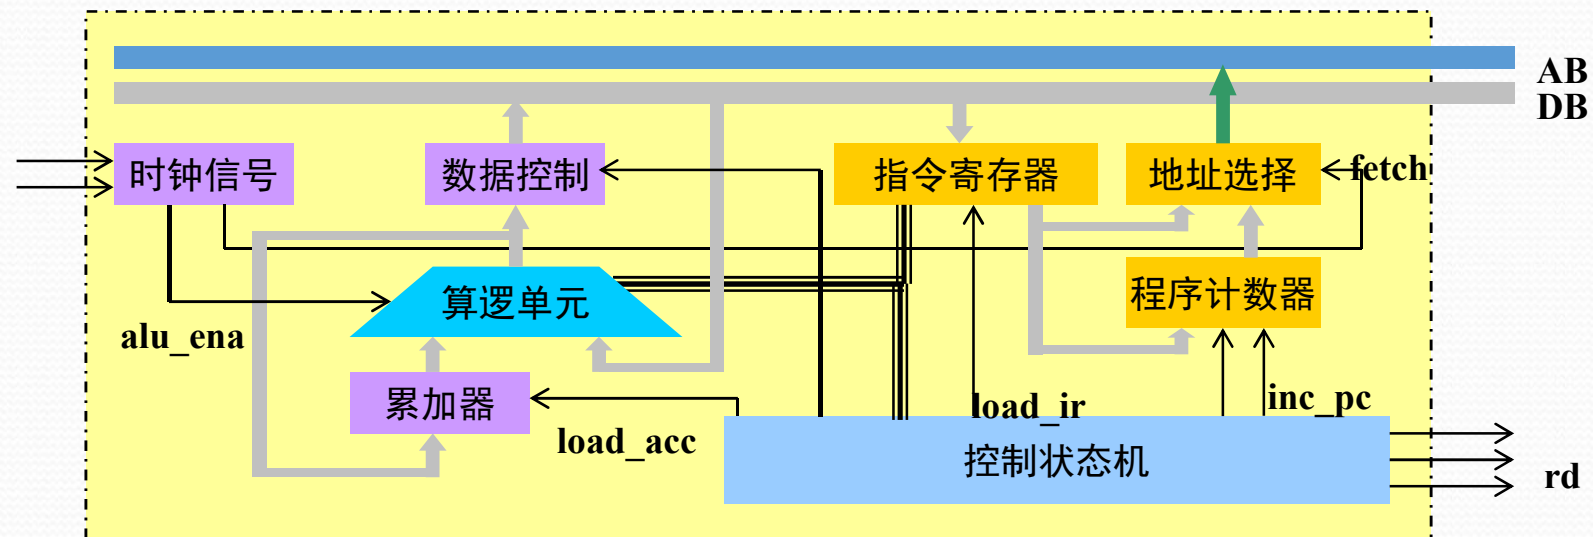 AB
DB
时钟信号
数据控制
指令寄存器
地址选择
fetch
算逻单元
程序计数器
alu_ena
累加器
load_acc
load_ir
inc_pc
控制状态机
rd